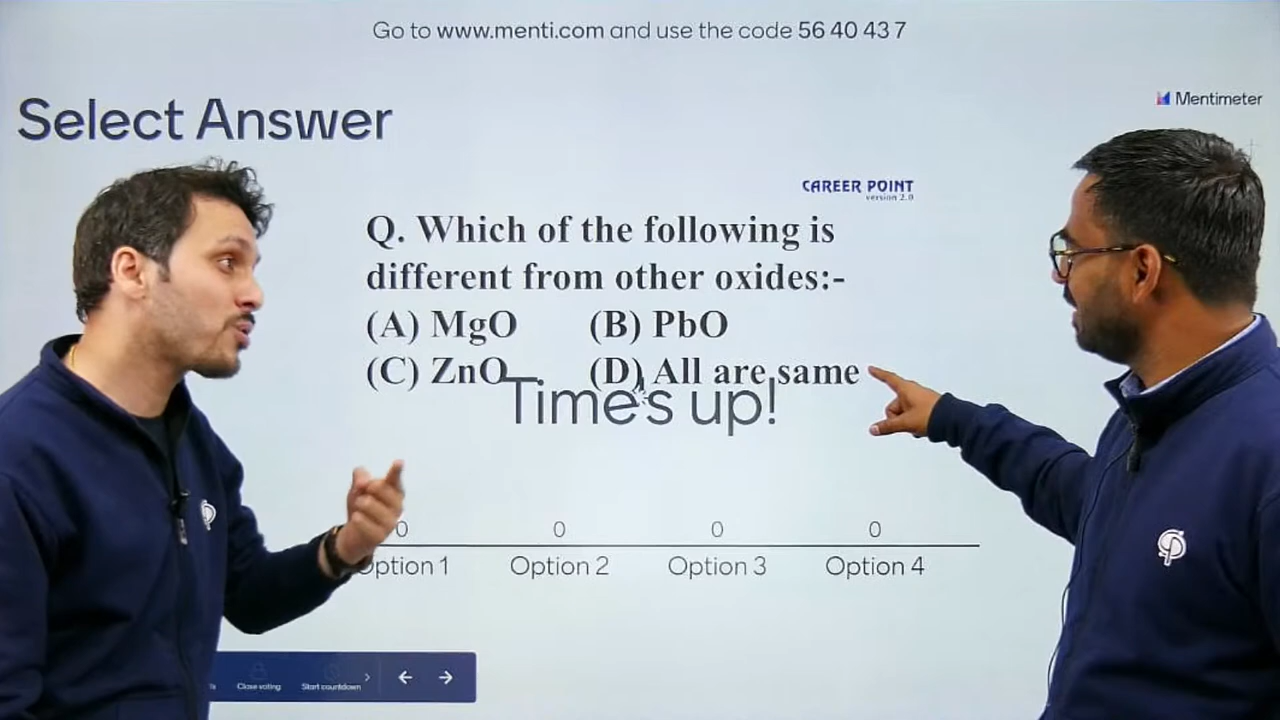 Go to www.menti.com and use the code 56 40 43 7
Mentimeter
Select Answer
CAREER POINT
version 2.0
Q. Which of the following is
different from other oxides:-
(A) MgO (B) PbO
(C) ZnO (D) All are same
Time's up!
0 0 0 0
Option 1 Option 2 Option 3 Option 4
Close voting Start countdown